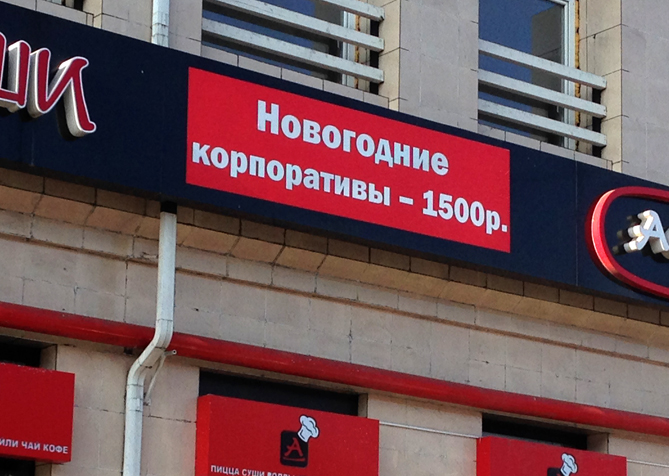 ши
Новогодние
корпоративы – 1500р.
А
ИЛИ ЧАЙ КОФЕ
А
ПИЦЦА СУШИ